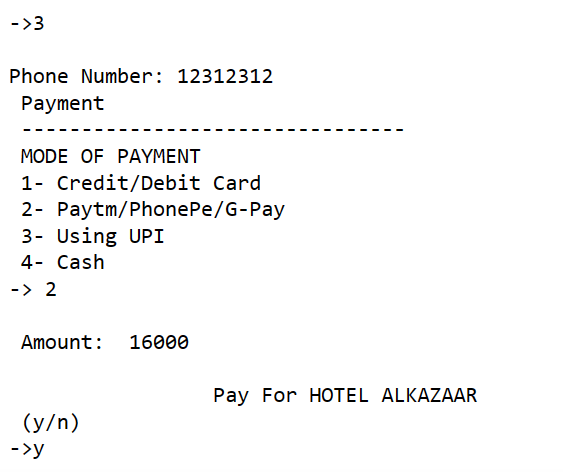 ->3
Phone Number: 12312312
Payment
--------------------------------
MODE OF PAYMENT
1- Credit/Debit Card
2- Paytm/PhonePe/G-Pay
3- Using UPI
4- Cash
-> 2
Amount:  16000
Pay For HOTEL ALKAZAAR
(y/n)
->y